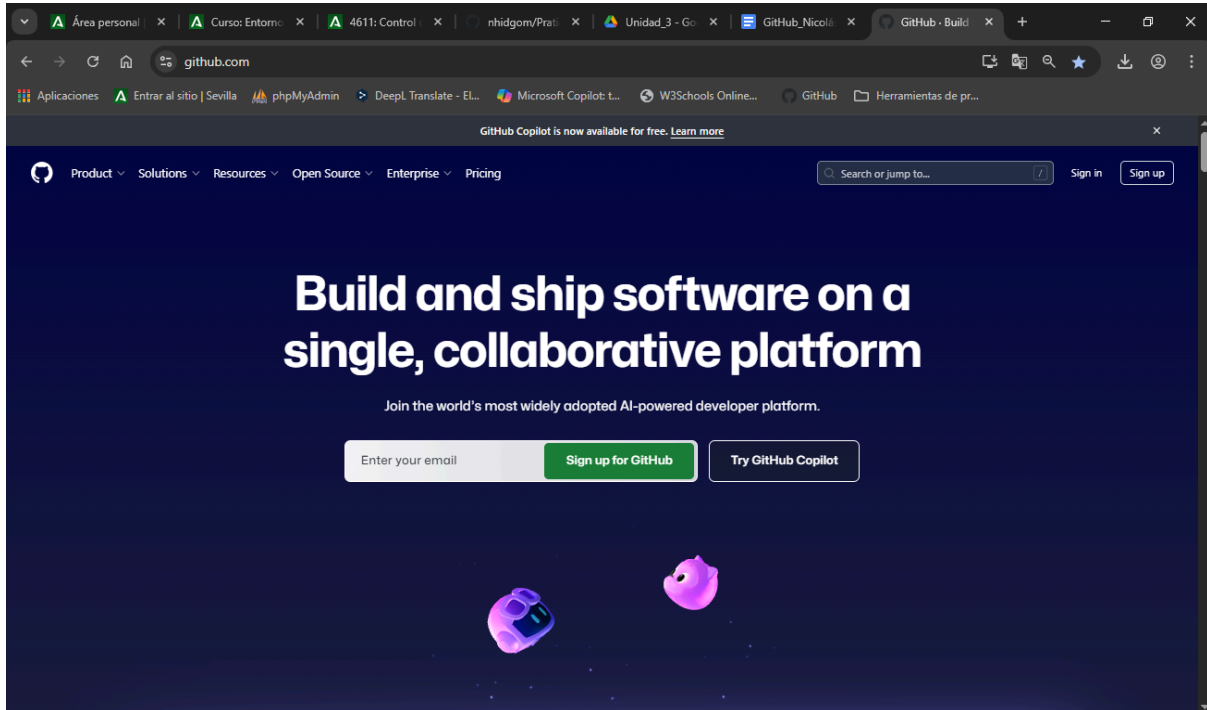 Área personal | Curso: Entorno 4611: Control nhidgom/Prati Unidad_3 - Go GitHub_Nicolá GitHub · Build
github.com
Aplicaciones Entrar al sitio | Sevilla phpMyAdmin DeepL Translate - El... Microsoft Copilot: t... W3Schools Online... GitHub Herramientas de pr...
GitHub Copilot is now available for free. Learn more
Product Solutions Resources Open Source Enterprise Pricing Search or jump to... / Sign in Sign up
Build and ship software on a
single, collaborative platform
Join the world's most widely adopted AI-powered developer platform.
Enter your email Sign up for GitHub Try GitHub Copilot